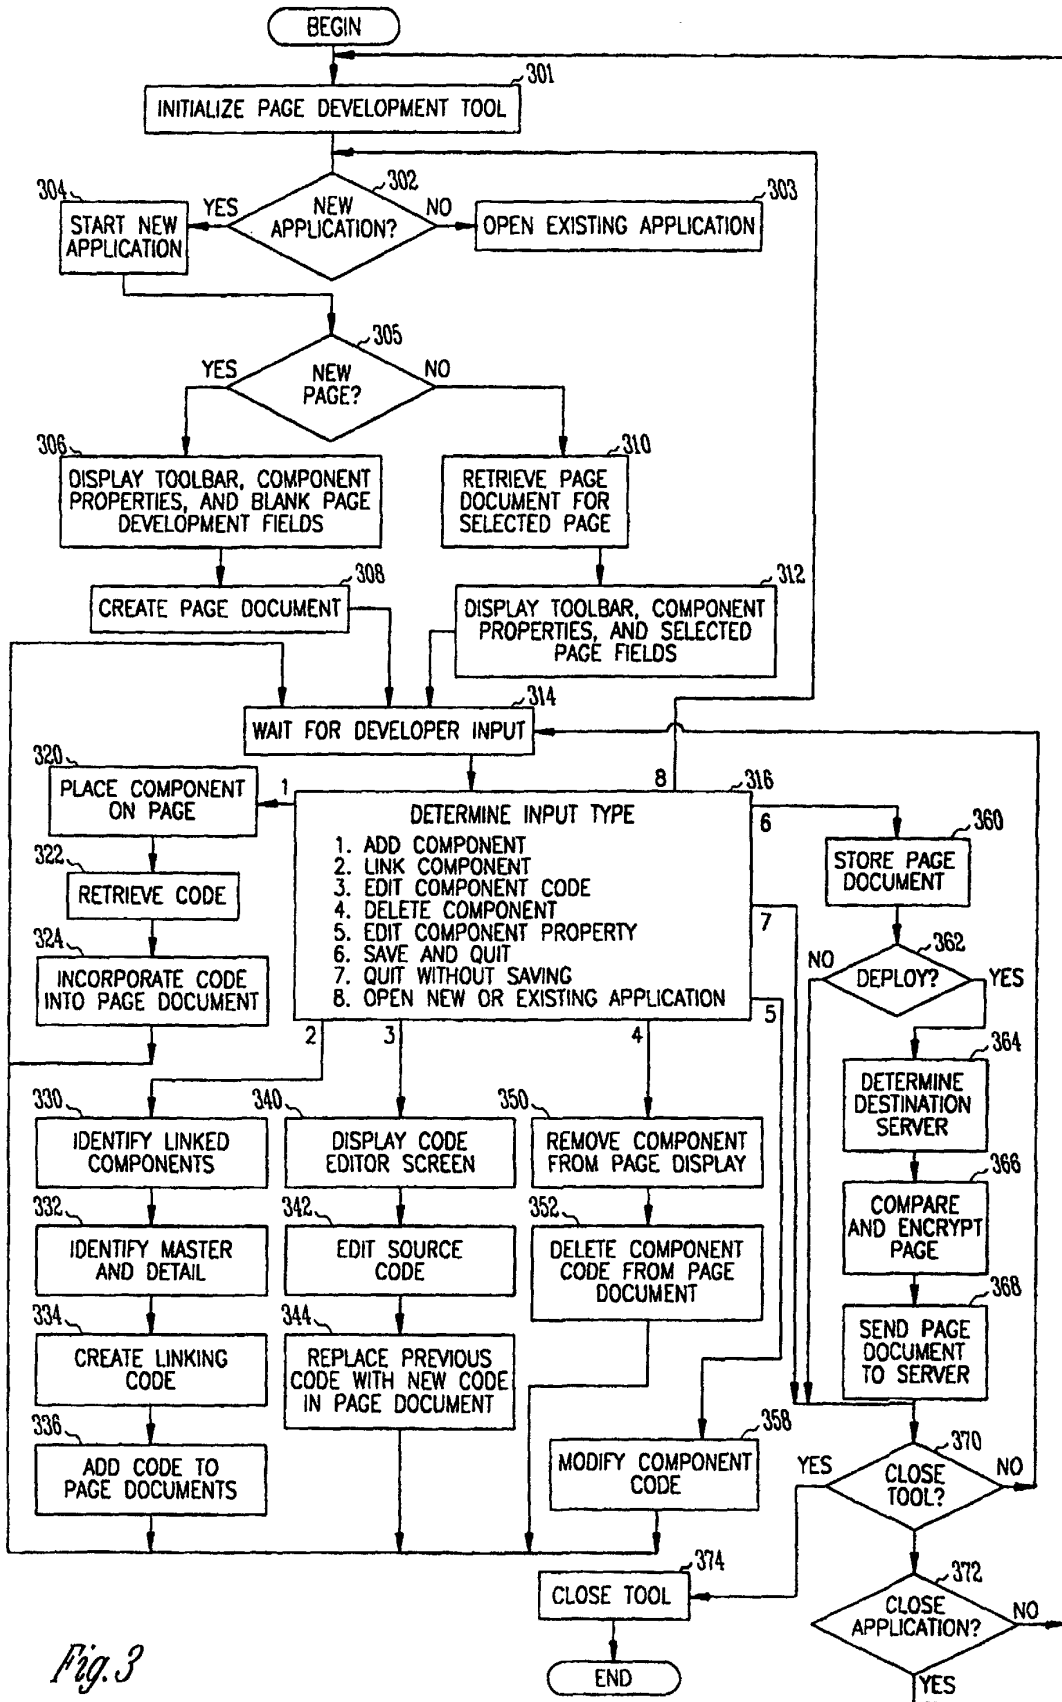 BEGIN
301
INITIALIZE PAGE DEVELOPMENT TOOL
302
NEW
APPLICATION?
YES
NO
304
START NEW
APPLICATION
303
OPEN EXISTING APPLICATION
305
NEW
PAGE?
YES
NO
306
DISPLAY TOOLBAR, COMPONENT
PROPERTIES, AND BLANK PAGE
DEVELOPMENT FIELDS
310
RETRIEVE PAGE
DOCUMENT FOR
SELECTED PAGE
308
CREATE PAGE DOCUMENT
312
DISPLAY TOOLBAR, COMPONENT
PROPERTIES, AND SELECTED
PAGE FIELDS
314
WAIT FOR DEVELOPER INPUT
320
PLACE COMPONENT
ON PAGE
1
8
316
DETERMINE INPUT TYPE
1. ADD COMPONENT
2. LINK COMPONENT
3. EDIT COMPONENT CODE
4. DELETE COMPONENT
5. EDIT COMPONENT PROPERTY
6. SAVE AND QUIT
7. QUIT WITHOUT SAVING
8. OPEN NEW OR EXISTING APPLICATION
6
7
5
2
3
4
322
RETRIEVE CODE
324
INCORPORATE CODE
INTO PAGE DOCUMENT
360
STORE PAGE
DOCUMENT
362
DEPLOY?
NO
YES
364
DETERMINE
DESTINATION
SERVER
366
COMPARE
AND ENCRYPT
PAGE
368
SEND PAGE
DOCUMENT
TO SERVER
330
IDENTIFY LINKED
COMPONENTS
332
IDENTIFY MASTER
AND DETAIL
334
CREATE LINKING
CODE
336
ADD CODE TO
PAGE DOCUMENTS
340
DISPLAY CODE
EDITOR SCREEN
342
EDIT SOURCE
CODE
344
REPLACE PREVIOUS
CODE WITH NEW CODE
IN PAGE DOCUMENT
350
REMOVE COMPONENT
FROM PAGE DISPLAY
352
DELETE COMPONENT
CODE FROM PAGE
DOCUMENT
358
MODIFY COMPONENT
CODE
370
CLOSE
TOOL?
YES
NO
372
CLOSE
APPLICATION?
NO
YES
374
CLOSE TOOL
END
Fig. 3